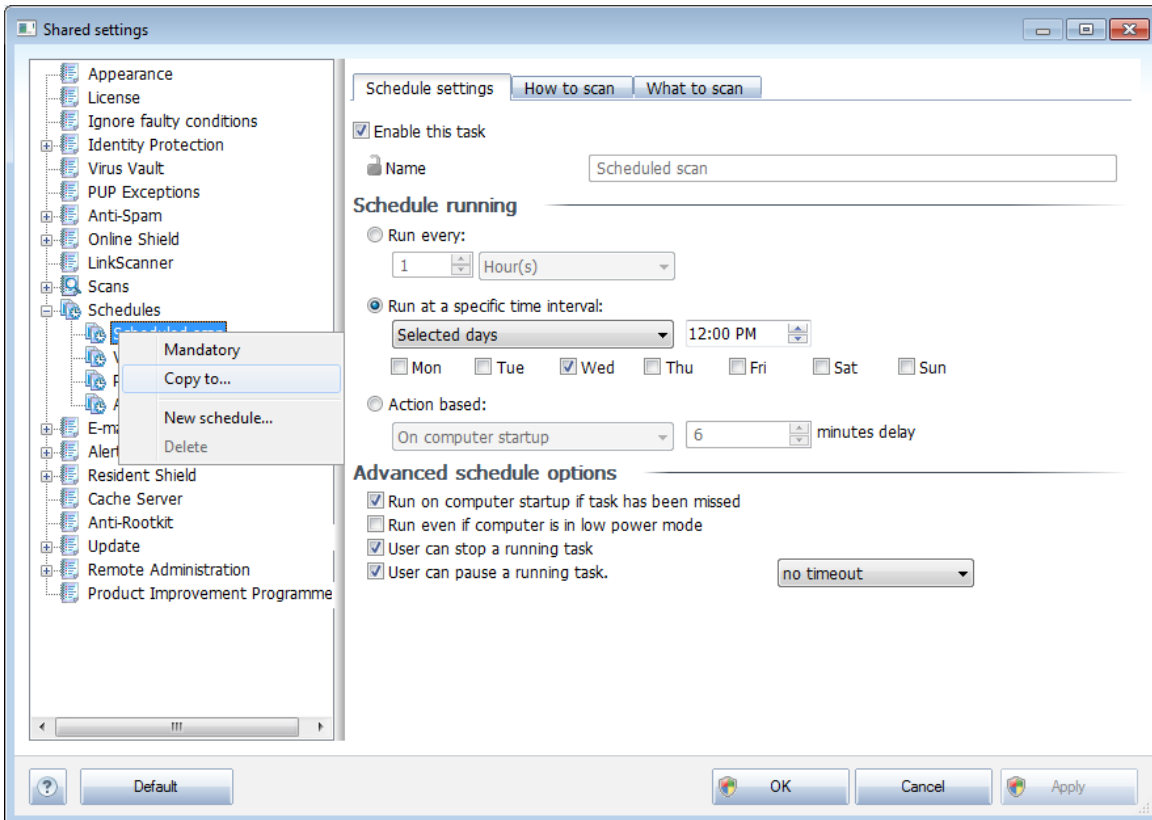 Shared settings
Appearance
License
Ignore faulty conditions
Identity Protection
Virus Vault
PUP Exceptions
Anti-Spam
Online Shield
LinkScanner
Scans
Schedules
Mandatory
Copy to...
New schedule...
Delete
Resident Shield
Cache Server
Anti-Rootkit
Update
Remote Administration
Product Improvement Programme
Schedule settings How to scan What to scan
Enable this task
Name Scheduled scan
Schedule running
Run every:
1 Hour(s)
Run at a specific time interval:
Selected days 12:00 PM
Mon Tue Wed Thu Fri Sat Sun
Action based:
On computer startup 6 minutes delay
Advanced schedule options
Run on computer startup if task has been missed
Run even if computer is in low power mode
User can stop a running task
User can pause a running task. no timeout
? Default OK Cancel Apply